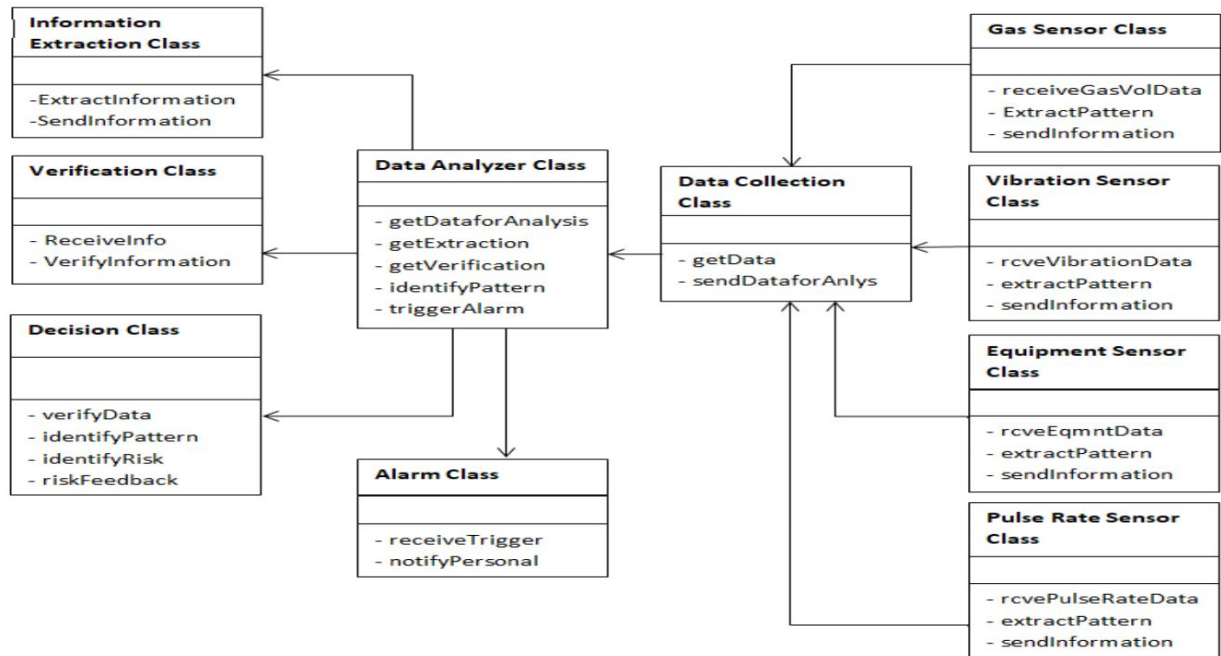 Information
Extraction Class
-ExtractInformation
-SendInformation
Verification Class
- ReceiveInfo
- VerifyInformation
Decision Class
- verifyData
- identifyPattern
- identifyRisk
- riskFeedback
Data Analyzer Class
- getDataforAnalysis
- getExtraction
- getVerification
- identifyPattern
- triggerAlarm
Alarm Class
- receiveTrigger
- notifyPersonal
Data Collection
Class
- getData
- sendDataforAnlys
Gas Sensor Class
- receiveGasVolData
- ExtractPattern
- sendInformation
Vibration Sensor
Class
- rcveVibrationData
- extractPattern
- sendInformation
Equipment Sensor
Class
- rcveEqmntData
- extractPattern
- sendInformation
Pulse Rate Sensor
Class
- rcvePulseRateData
- extractPattern
- sendInformation